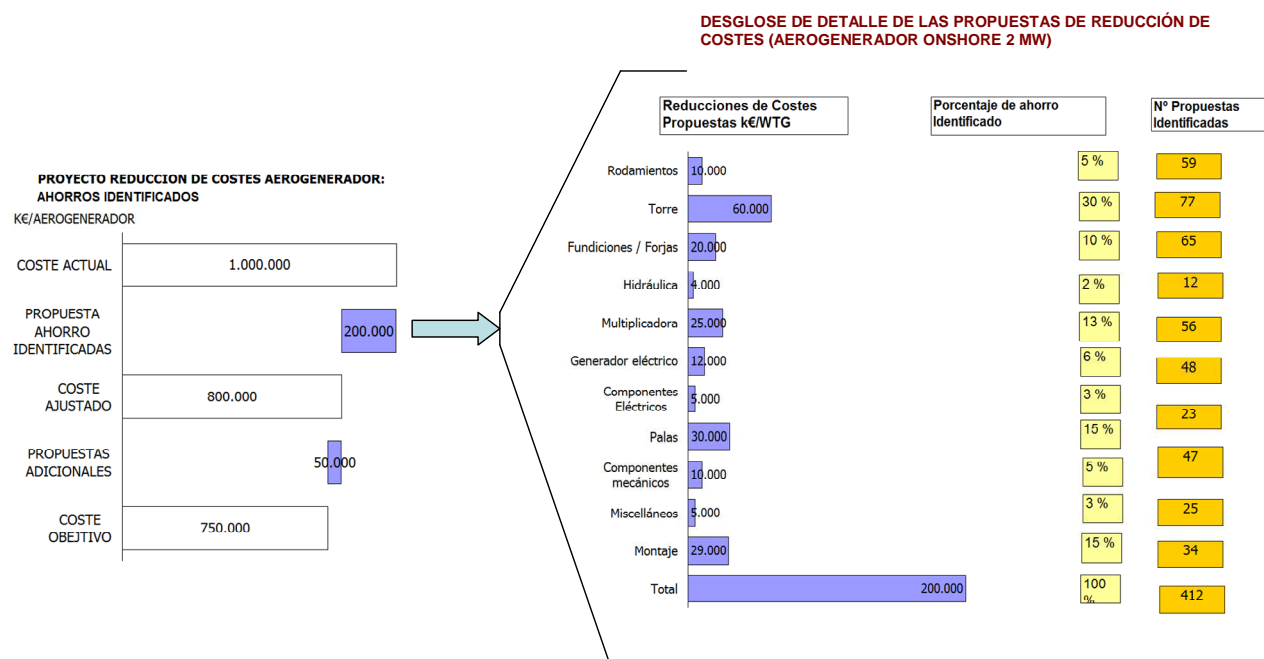 DESGLOSE DE DETALLE DE LAS PROPUESTAS DE REDUCCIÓN DE
COSTES (AEROGENERADOR ONSHORE 2 MW)
PROYECTO REDUCCION DE COSTES AEROGENERADOR:
AHORROS IDENTIFICADOS
K€/AEROGENERADOR
COSTE ACTUAL
1.000.000
PROPUESTA
AHORRO
IDENTIFICADAS
200.000
COSTE
AJUSTADO
800.000
PROPUESTAS
ADICIONALES
50.000
COSTE
OBEJTIVO
750.000
Reducciones de Costes
Propuestas k€/WTG
Porcentaje de ahorro
Identificado
Nº Propuestas
Identificadas
Rodamientos 10.000 5 % 59
Torre 60.000 30 % 77
Fundiciones / Forjas 20.000 10 % 65
Hidráulica 4.000 2 % 12
Multiplicadora 25.000 13 % 56
Generador eléctrico 12.000 6 % 48
Componentes
Eléctricos 5.000 3 % 23
Palas 30.000 15 % 47
Componentes
mecánicos 10.000 5 % 25
Misceláneos 5.000 3 % 34
Montaje 29.000 15 % 412
Total 200.000 100
%